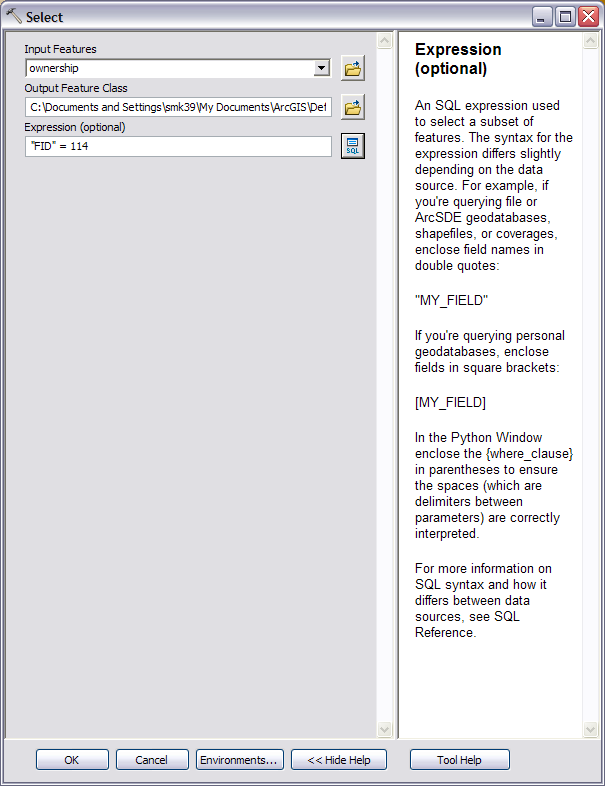 Select
Input Features
ownership
Output Feature Class
C:\Documents and Settings\smk39\My Documents\ArcGIS\Def
Expression (optional)
"FID" = 114
SQL
OK
Cancel
Environments...
<< Hide Help
Expression
(optional)
An SQL expression used
to select a subset of
features. The syntax for the
expression differs slightly
depending on the data
source. For example, if
you're querying file or
ArcSDE geodatabases,
shapefiles, or coverages,
enclose field names in
double quotes:
"MY_FIELD"
If you're querying personal
geodatabases, enclose
fields in square brackets:
[MY_FIELD]
In the Python Window
enclose the {where_clause}
in parentheses to ensure
the spaces (which are
delimiters between
parameters) are correctly
interpreted.
For more information on
SQL syntax and how it
differs between data
sources, see SQL
Reference.
Tool Help